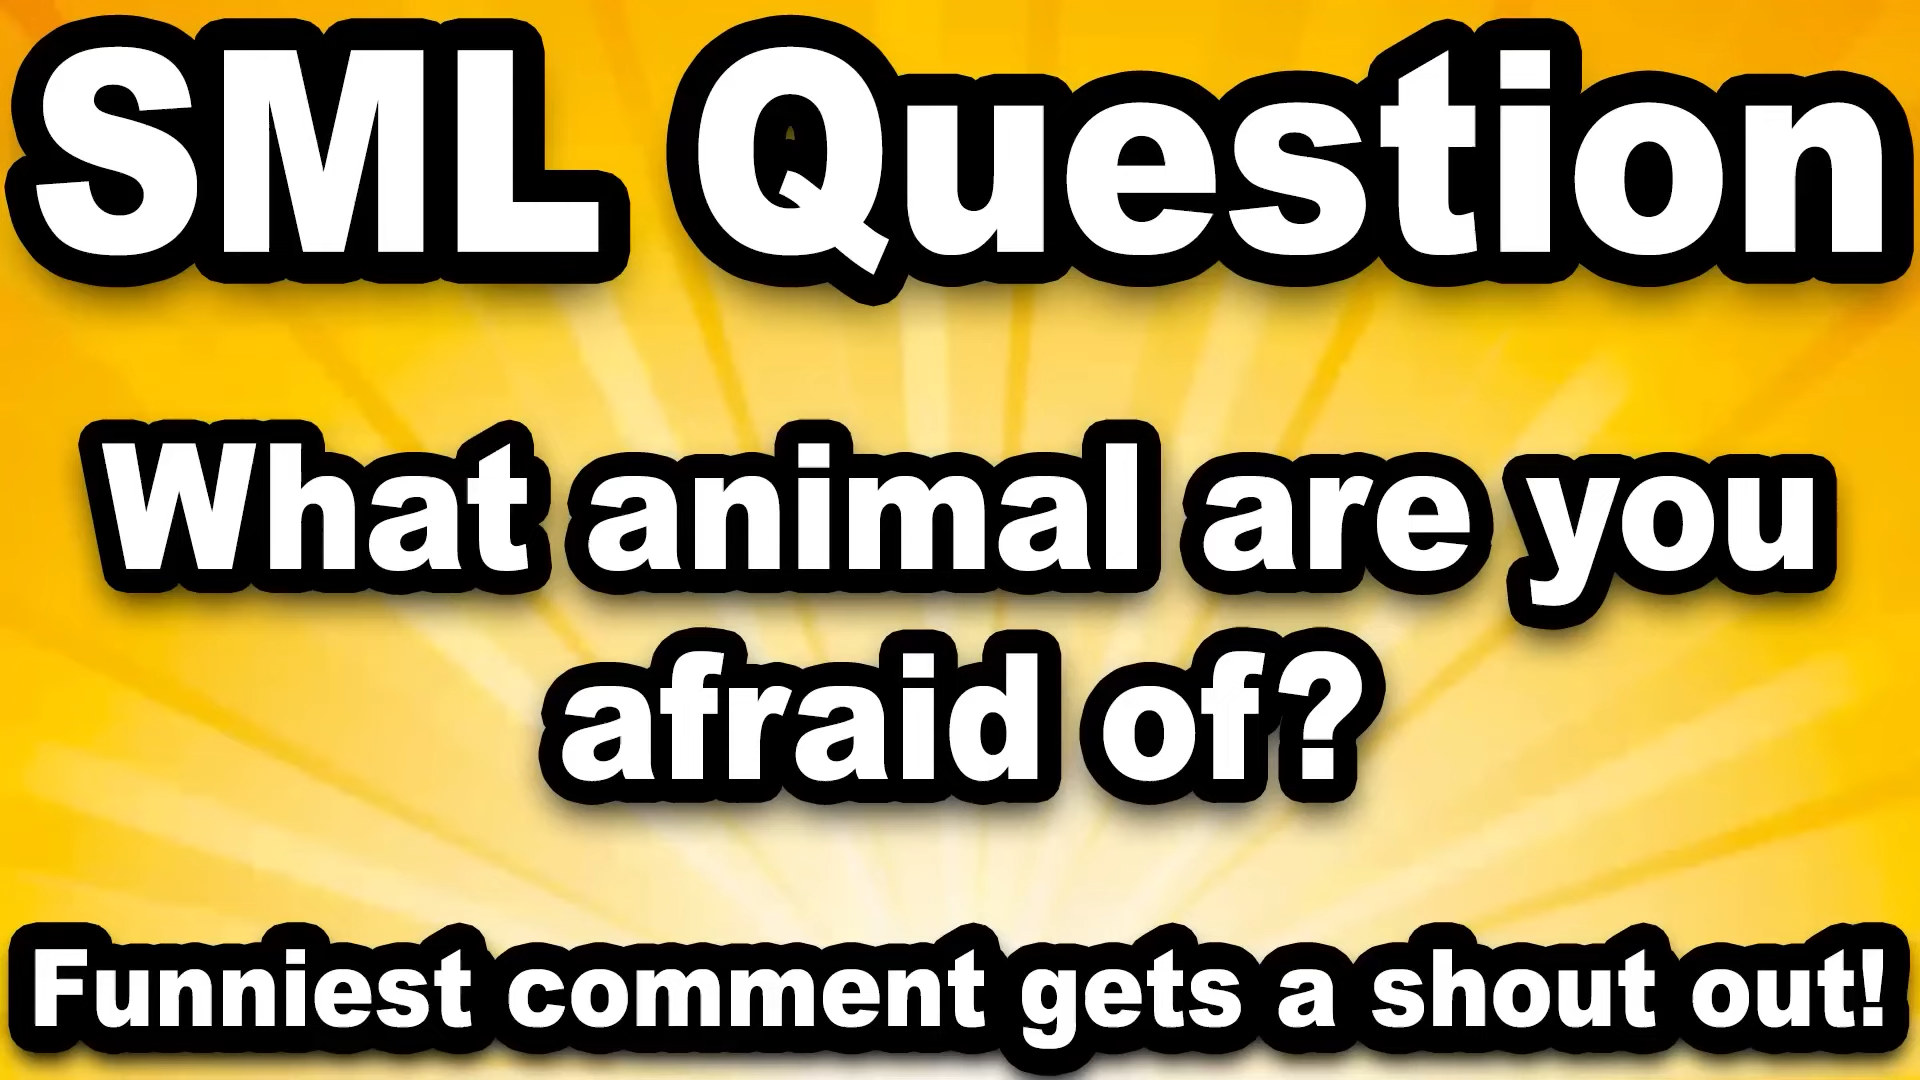 SML Question
What animal are you
afraid of?
Funniest comment gets a shout out!